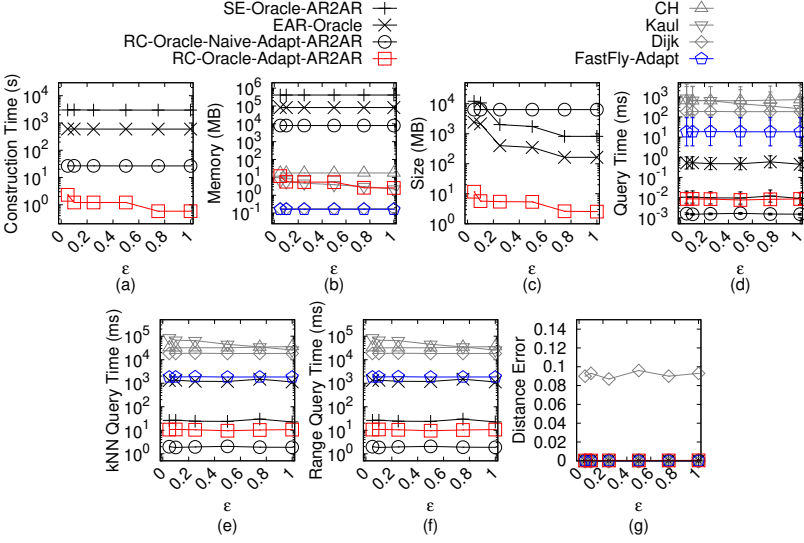 SE-Oracle-AR2AR
EAR-Oracle
RC-Oracle-Naive-Adapt-AR2AR
RC-Oracle-Adapt-AR2AR
CH
Kaul
Dijk
FastFly-Adapt
Construction Time (s)
10^4
10^3
10^2
10^1
10^0
0 0.2 0.4 0.6 0.8 1
ε
(a)
Memory (MB)
10^6
10^5
10^4
10^3
10^2
10^1
10^0
10^-1
0 0.2 0.4 0.6 0.8 1
ε
(b)
Size (MB)
10^4
10^3
10^2
10^1
10^0
0 0.2 0.4 0.6 0.8 1
ε
(c)
Query Time (ms)
10^3
10^2
10^1
10^0
10^-1
10^-2
10^-3
0 0.2 0.4 0.6 0.8 1
ε
(d)
kNN Query Time (ms)
10^5
10^4
10^3
10^2
10^1
10^0
0 0.2 0.4 0.6 0.8 1
ε
(e)
Range Query Time (ms)
10^5
10^4
10^3
10^2
10^1
10^0
0 0.2 0.4 0.6 0.8 1
ε
(f)
Distance Error
0.14
0.12
0.1
0.08
0.06
0.04
0.02
0
0 0.2 0.4 0.6 0.8 1
ε
(g)